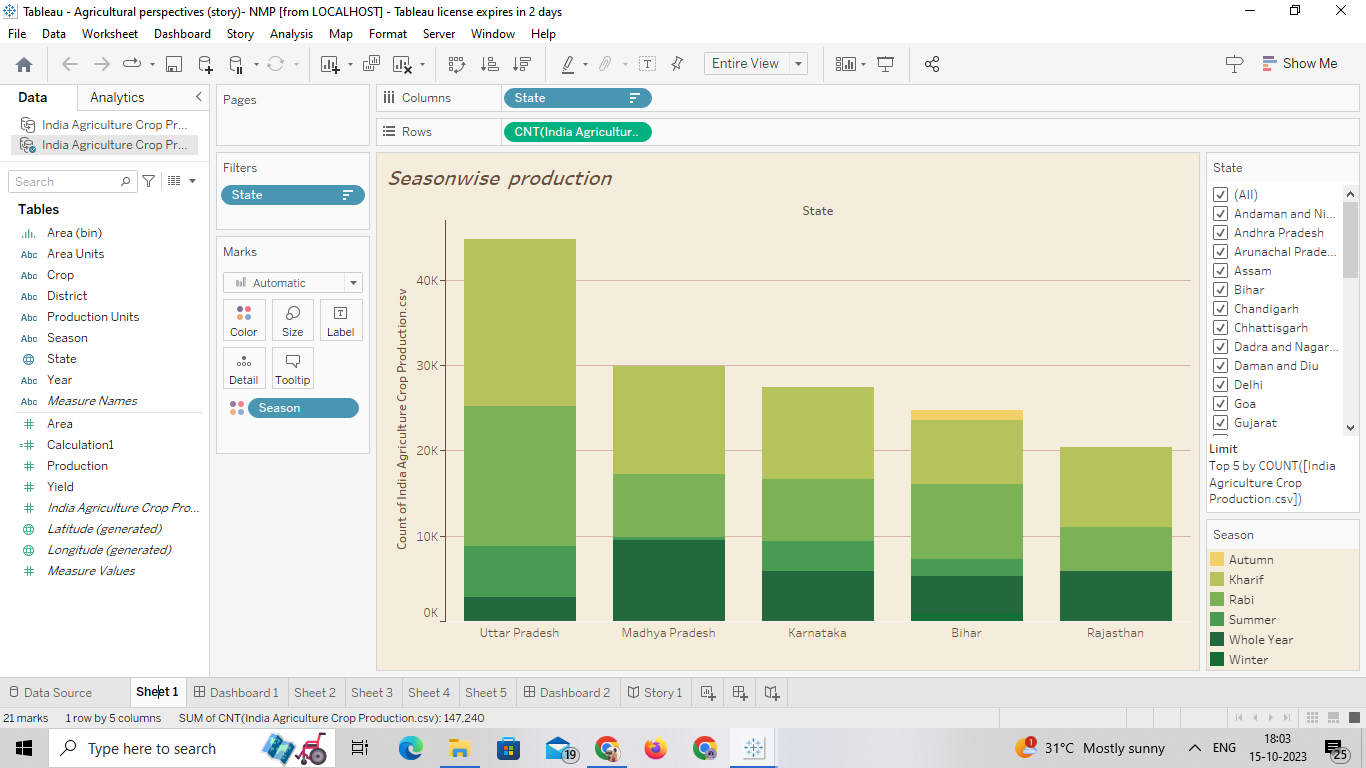 Tableau - Agricultural perspectives (story)- NMP [from LOCALHOST] - Tableau license expires in 2 days
File Data Worksheet Dashboard Story Analysis Map Format Server Window Help
Entire View
Show Me
Data Analytics
India Agriculture Crop Pr...
India Agriculture Crop Pr...
Search
Tables
Area (bin)
Abc Area Units
Abc Crop
Abc District
Abc Production Units
Abc Season
State
Abc Year
Abc Measure Names
Area
Calculation1
Production
Yield
India Agriculture Crop Pro...
Latitude (generated)
Longitude (generated)
Measure Values
Pages
Filters
State
Marks
Automatic
Color Size Label
Detail Tooltip
Season
Columns State
Rows CNT(India Agricultur..
Seasonwise production
State
Count of India Agriculture Crop Production.csv
40K
30K
20K
10K
0K
Uttar Pradesh Madhya Pradesh Karnataka Bihar Rajasthan
State
(All)
Andaman and Ni...
Andhra Pradesh
Arunachal Prade...
Assam
Bihar
Chandigarh
Chhattisgarh
Dadra and Nagar...
Daman and Diu
Delhi
Goa
Gujarat
Limit
Top 5 by COUNT([India
Agriculture Crop
Production.csv])
Season
Autumn
Kharif
Rabi
Summer
Whole Year
Winter
Data Source Sheet 1 Dashboard 1 Sheet 2 Sheet 3 Sheet 4 Sheet 5 Dashboard 2 Story 1
21 marks 1 row by 5 columns SUM of CNT(India Agriculture Crop Production.csv): 147,240
Type here to search
19
1
31°C Mostly sunny
ENG
18:03
15-10-2023
25